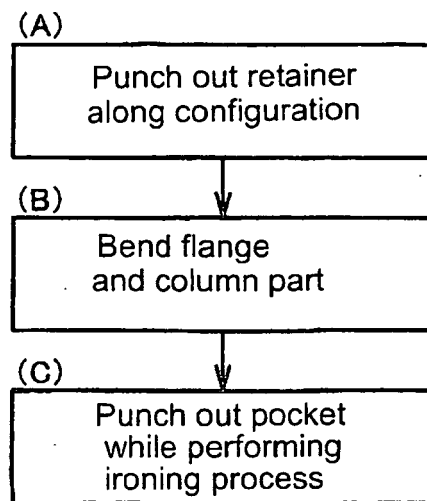 (A)
Punch out retainer
along configuration
(B)
Bend flange
and column part
(C)
Punch out pocket
while performing
ironing process